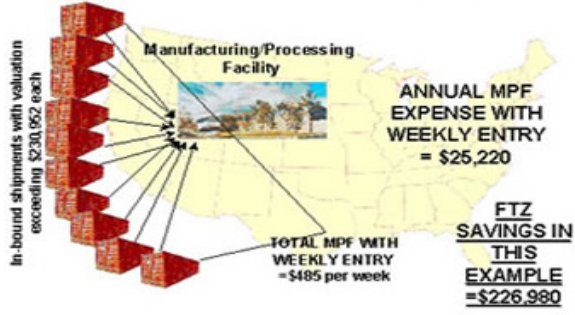 In-bound shipments with valuation
exceeding $230,952 each
Manufacturing/Processing
Facility
ANNUAL MPF
EXPENSE WITH
WEEKLY ENTRY
= $25,220
TOTAL MPF WITH
WEEKLY ENTRY
=$485 per week
FTZ
SAVINGS IN
THIS
EXAMPLE
=$226,980